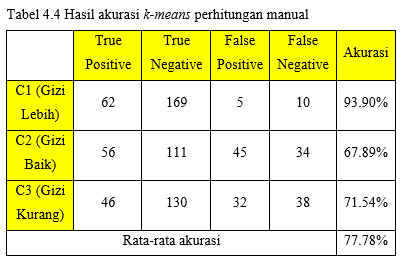 Tabel 4.4 Hasil akurasi k-means perhitungan manual
True Positive True Negative False Positive False Negative Akurasi
C1 (Gizi Lebih) 62 169 5 10 93.90%
C2 (Gizi Baik) 56 111 45 34 67.89%
C3 (Gizi Kurang) 46 130 32 38 71.54%
Rata-rata akurasi 77.78%